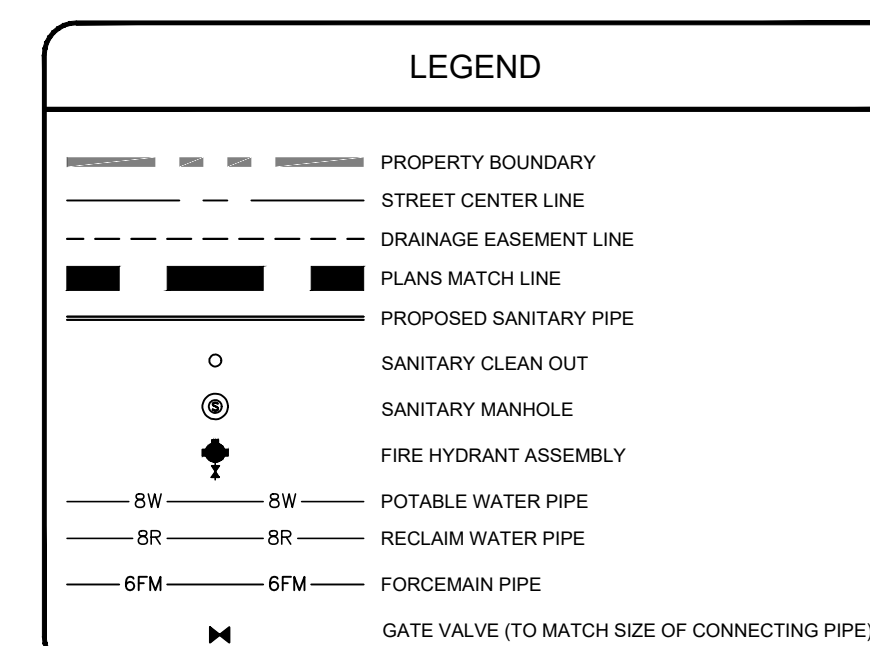 LEGEND
PROPERTY BOUNDARY
STREET CENTER LINE
DRAINAGE EASEMENT LINE
PLANS MATCH LINE
PROPOSED SANITARY PIPE
SANITARY CLEAN OUT
S SANITARY MANHOLE
FIRE HYDRANT ASSEMBLY
8W 8W POTABLE WATER PIPE
8R 8R RECLAIM WATER PIPE
6FM 6FM FORCEMAIN PIPE
GATE VALVE (TO MATCH SIZE OF CONNECTING PIPE)